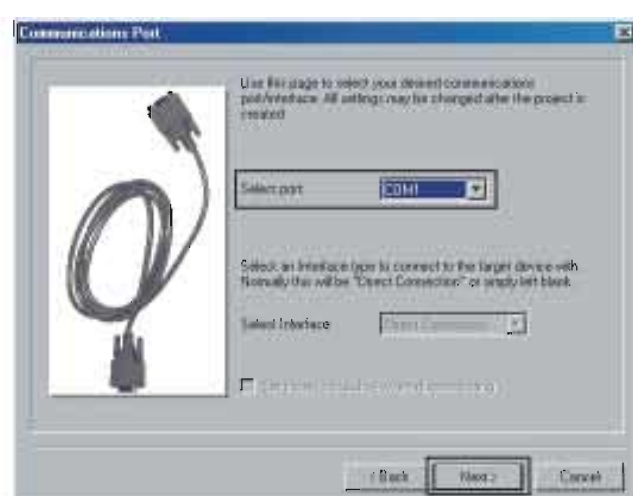 Communications Port
Use this page to select your desired communications
port/interface. All settings may be changed after the project is
created
Select port
COM1
Select an Interface type to connect to the target device with.
Normally this will be "Direct Connection" or simply left blank.
Select Interface
Direct Connection
< Back
Next >
Cancel